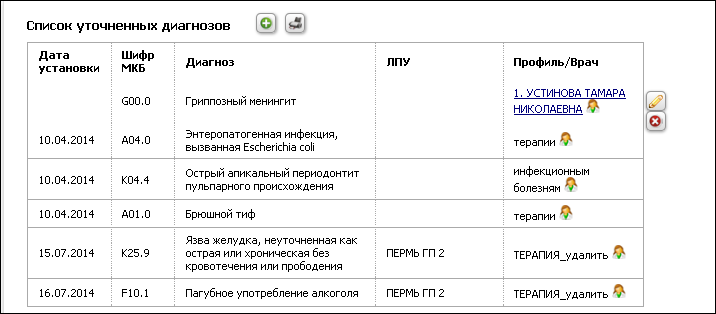 Список уточненных диагнозов
Дата установки Шифр МКБ Диагноз ЛПУ Профиль/Врач
G00.0 Гриппозный менингит 1. УСТИНОВА ТАМАРА НИКОЛАЕВНА
10.04.2014 A04.0 Энтеропатогенная инфекция, вызванная Escherichia coli терапии
10.04.2014 K04.4 Острый апикальный периодонтит пульпарного происхождения инфекционным болезням
10.04.2014 A01.0 Брюшной тиф терапии
15.07.2014 K25.9 Язва желудка, неуточненная как острая или хроническая без кровотечения или прободения ПЕРМЬ ГП 2 ТЕРАПИЯ_удалить
16.07.2014 F10.1 Пагубное употребление алкоголя ПЕРМЬ ГП 2 ТЕРАПИЯ_удалить